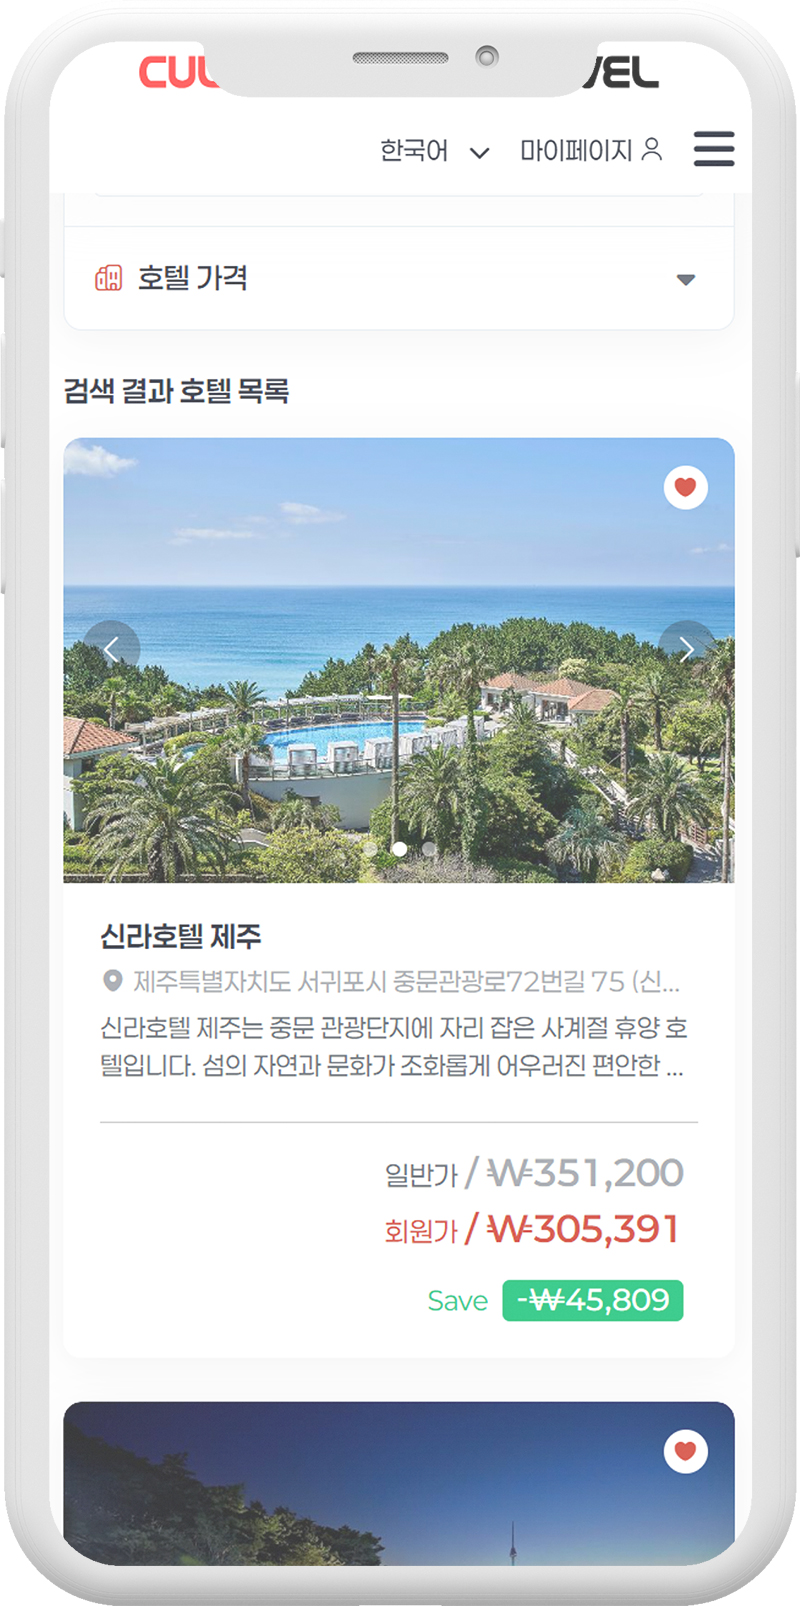 한국어 마이페이지
호텔 가격
검색 결과 호텔 목록
신라호텔 제주
제주특별자치도 서귀포시 중문관광로72번길 75 (신...
신라호텔 제주는 중문 관광단지에 자리 잡은 사계절 휴양 호
텔입니다. 섬의 자연과 문화가 조화롭게 어우러진 편안한 ...
일반가 / ₩351,200
회원가 / ₩305,391
Save -₩45,809